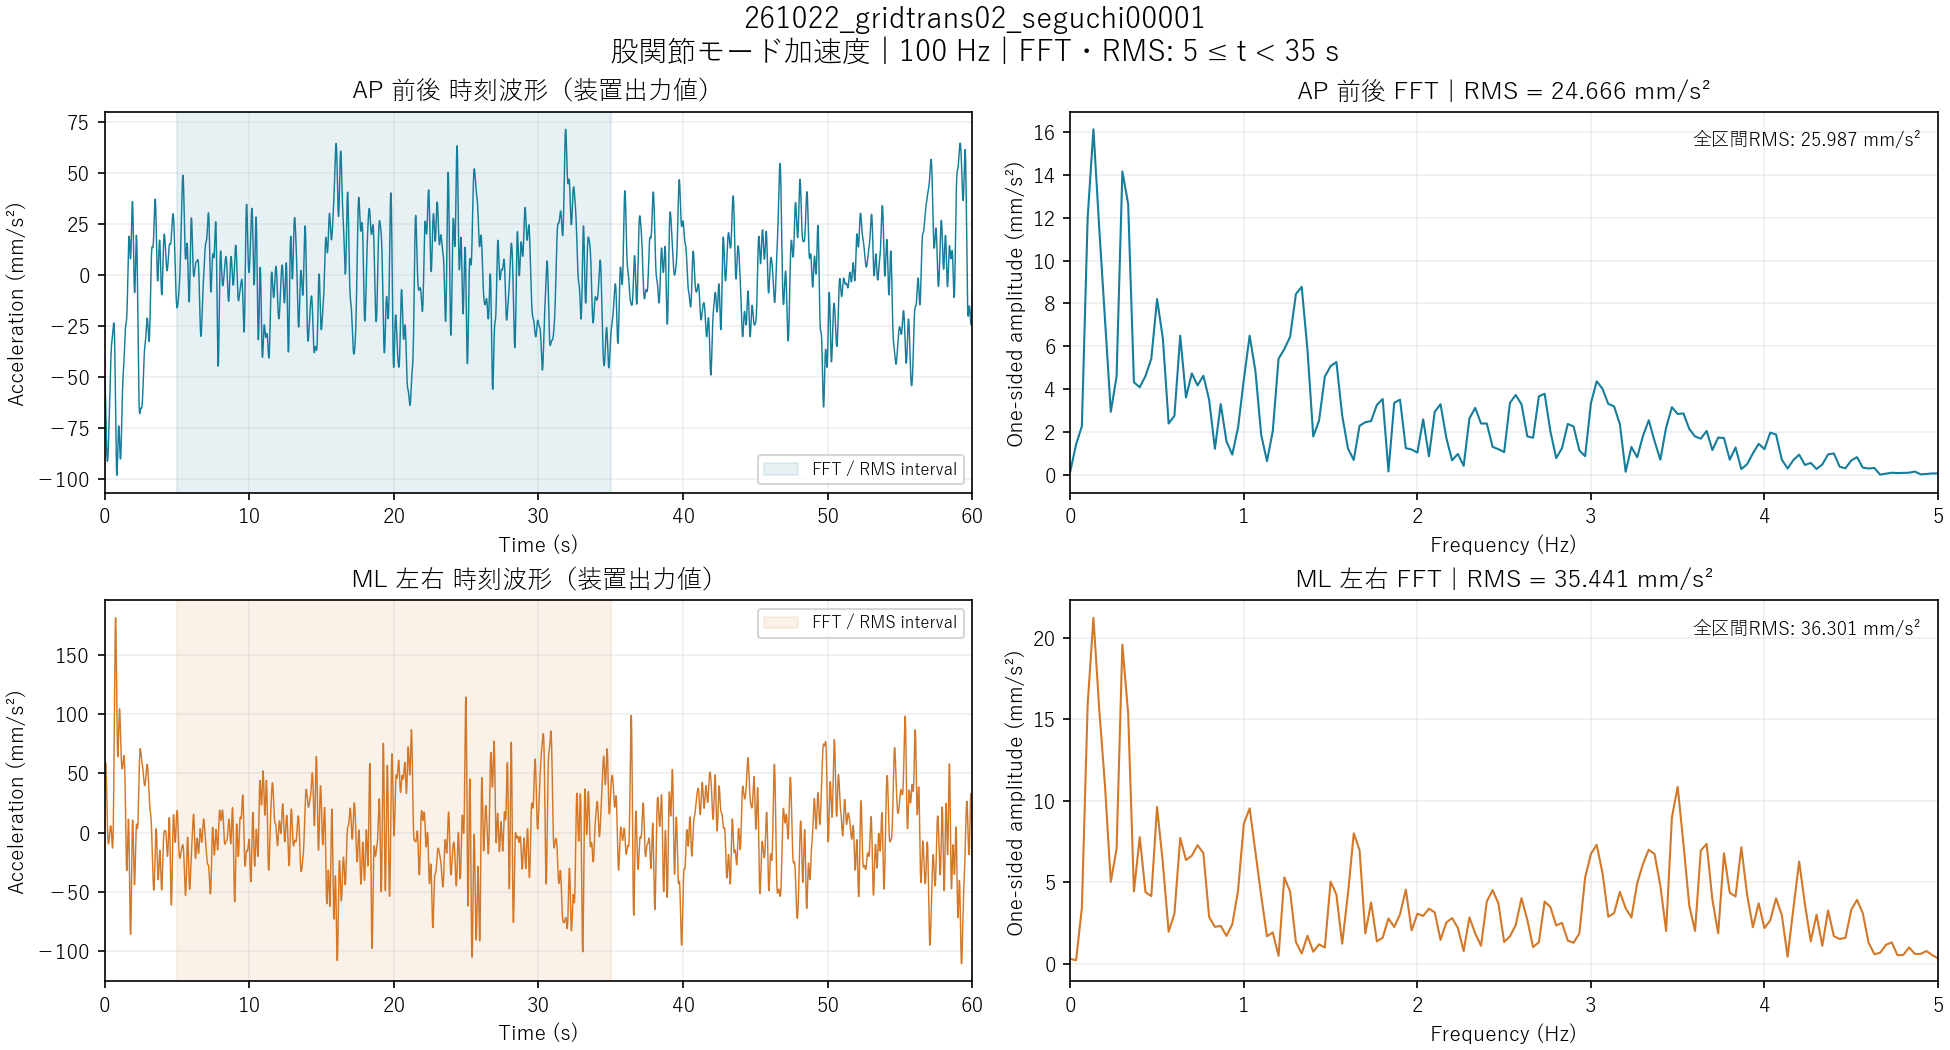 261022_gridtrans02_seguchi00001
股関節モード加速度 | 100 Hz | FFT・RMS: 5 ≤ t < 35 s
AP 前後 時刻波形（装置出力値）
Acceleration (mm/s²)
75
50
25
0
−25
−50
−75
−100
FFT / RMS interval
0 10 20 30 40 50 60
Time (s)
AP 前後 FFT | RMS = 24.666 mm/s²
全区間RMS: 25.987 mm/s²
One-sided amplitude (mm/s²)
16
14
12
10
8
6
4
2
0
0 1 2 3 4 5
Frequency (Hz)
ML 左右 時刻波形（装置出力値）
FFT / RMS interval
Acceleration (mm/s²)
150
100
50
0
−50
−100
0 10 20 30 40 50 60
Time (s)
ML 左右 FFT | RMS = 35.441 mm/s²
全区間RMS: 36.301 mm/s²
One-sided amplitude (mm/s²)
20
15
10
5
0
0 1 2 3 4 5
Frequency (Hz)